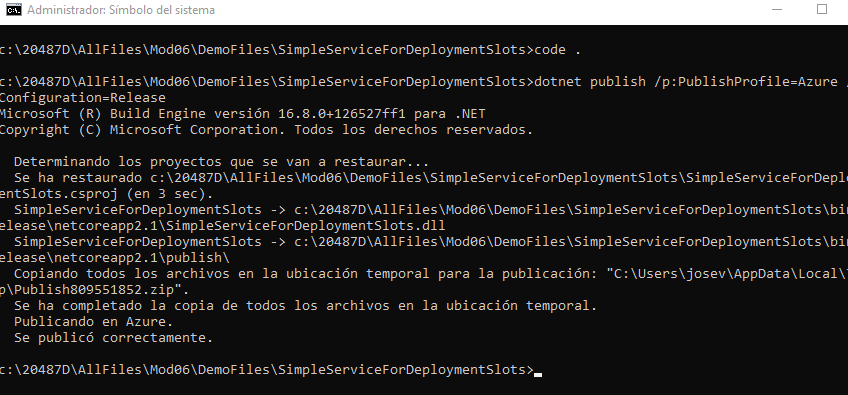 Administrador: Símbolo del sistema
c:\20487D\AllFiles\Mod06\DemoFiles\SimpleServiceForDeploymentSlots>code .
c:\20487D\AllFiles\Mod06\DemoFiles\SimpleServiceForDeploymentSlots>dotnet publish /p:PublishProfile=Azure
Configuration=Release
Microsoft (R) Build Engine versión 16.8.0+126527ff1 para .NET
Copyright (C) Microsoft Corporation. Todos los derechos reservados.
Determinando los proyectos que se van a restaurar...
Se ha restaurado c:\20487D\AllFiles\Mod06\DemoFiles\SimpleServiceForDeploymentSlots\SimpleServiceForDepl
entSlots.csproj (en 3 sec).
SimpleServiceForDeploymentSlots -> c:\20487D\AllFiles\Mod06\DemoFiles\SimpleServiceForDeploymentSlots\bin
elease\netcoreapp2.1\SimpleServiceForDeploymentSlots.dll
SimpleServiceForDeploymentSlots -> c:\20487D\AllFiles\Mod06\DemoFiles\SimpleServiceForDeploymentSlots\bin
elease\netcoreapp2.1\publish\
Copiando todos los archivos en la ubicación temporal para la publicación: "C:\Users\josev\AppData\Local\
p\Publish809551852.zip".
Se ha completado la copia de todos los archivos en la ubicación temporal.
Publicando en Azure.
Se publicó correctamente.
c:\20487D\AllFiles\Mod06\DemoFiles\SimpleServiceForDeploymentSlots>